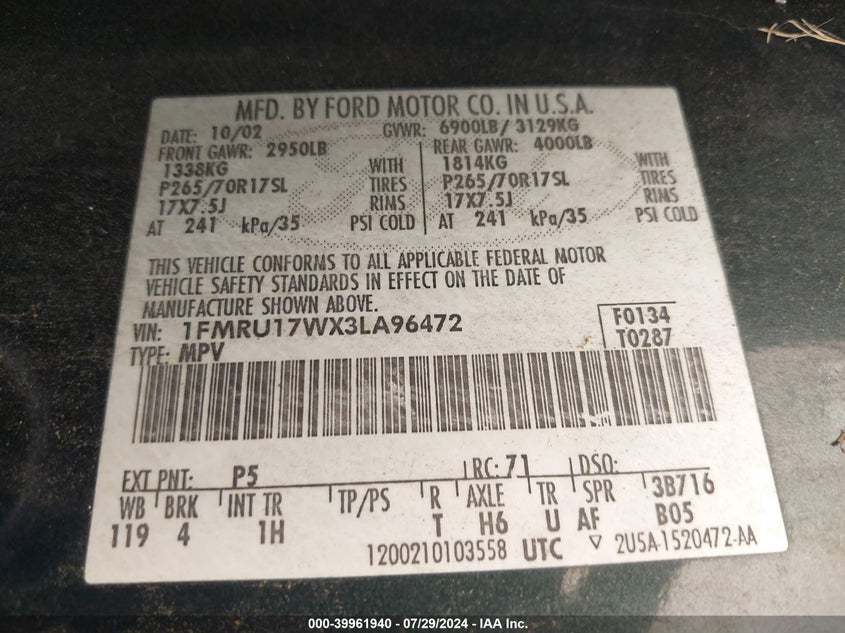 MFD. BY FORD MOTOR CO. IN U.S.A.
DATE: 10/02 GVWR: 6900LB/ 3129KG
FRONT GAWR: 2950LB REAR GAWR: 4000LB
1338KG WITH 1814KG WITH
P265/70R17SL TIRES P265/70R17SL TIRES
17X7.5J RIMS 17X7.5J RIMS
AT 241 kPa/35 PSI COLD AT 241 kPa/35 PSI COLD
THIS VEHICLE CONFORMS TO ALL APPLICABLE FEDERAL MOTOR
VEHICLE SAFETY STANDARDS IN EFFECT ON THE DATE OF
MANUFACTURE SHOWN ABOVE.
VIN: 1FMRU17WX3LA96472 F0134
TYPE: MPV T0287
EXT PNT: P5 RC: 71 DSO:
WB BRK INT TR TP/PS R AXLE TR SPR 3B716
119 4 1H T H6 U AF B05
1200210103558 UTC ▽ 2U5A-1520472-AA
000-39961940 - 07/29/2024 - IAA Inc.